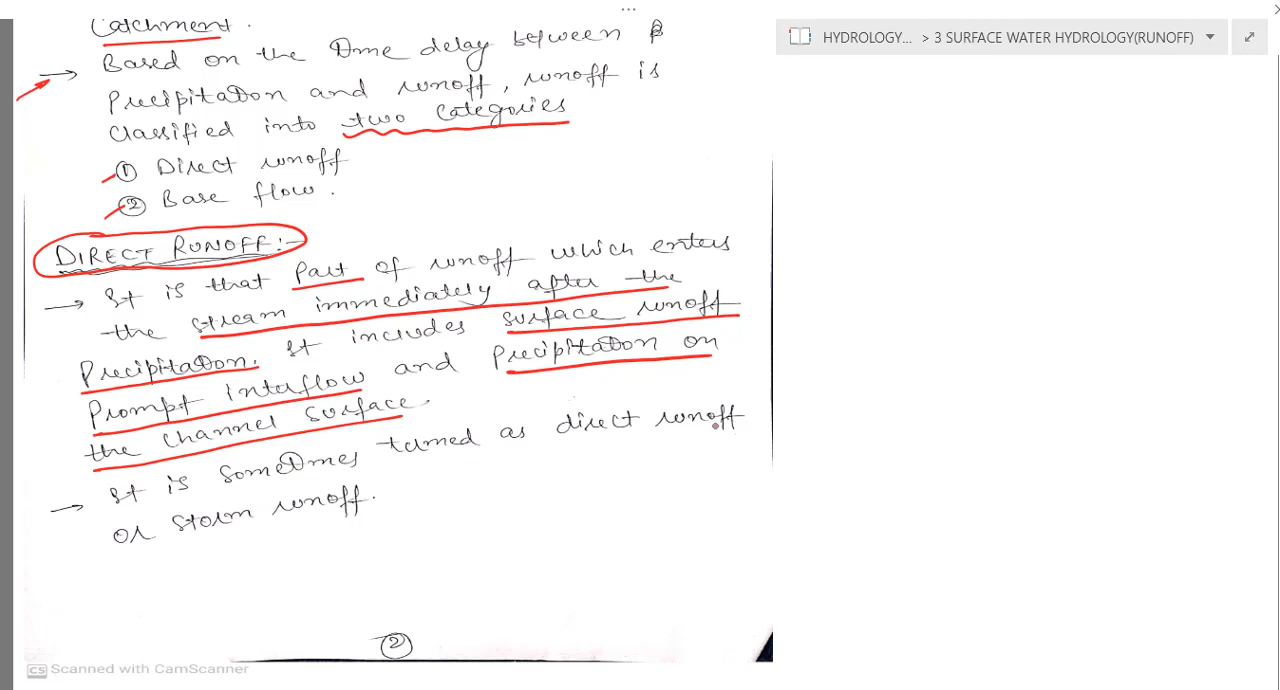 Catchment.
→ Based on the Time delay between P
Precipitation and runoff, runoff is
classified into two categories
① Direct runoff
② Base flow.
DIRECT RUNOFF:-
→ It is that Part of runoff which enters
the stream immediately after the
Precipitation. It includes surface runoff
Prompt Interflow and Precipitation on
the channel surface.
→ It is sometimes termed as direct runoff
or storm runoff.
②
CS Scanned with CamScanner
HYDROLOGY... > 3 SURFACE WATER HYDROLOGY(RUNOFF)